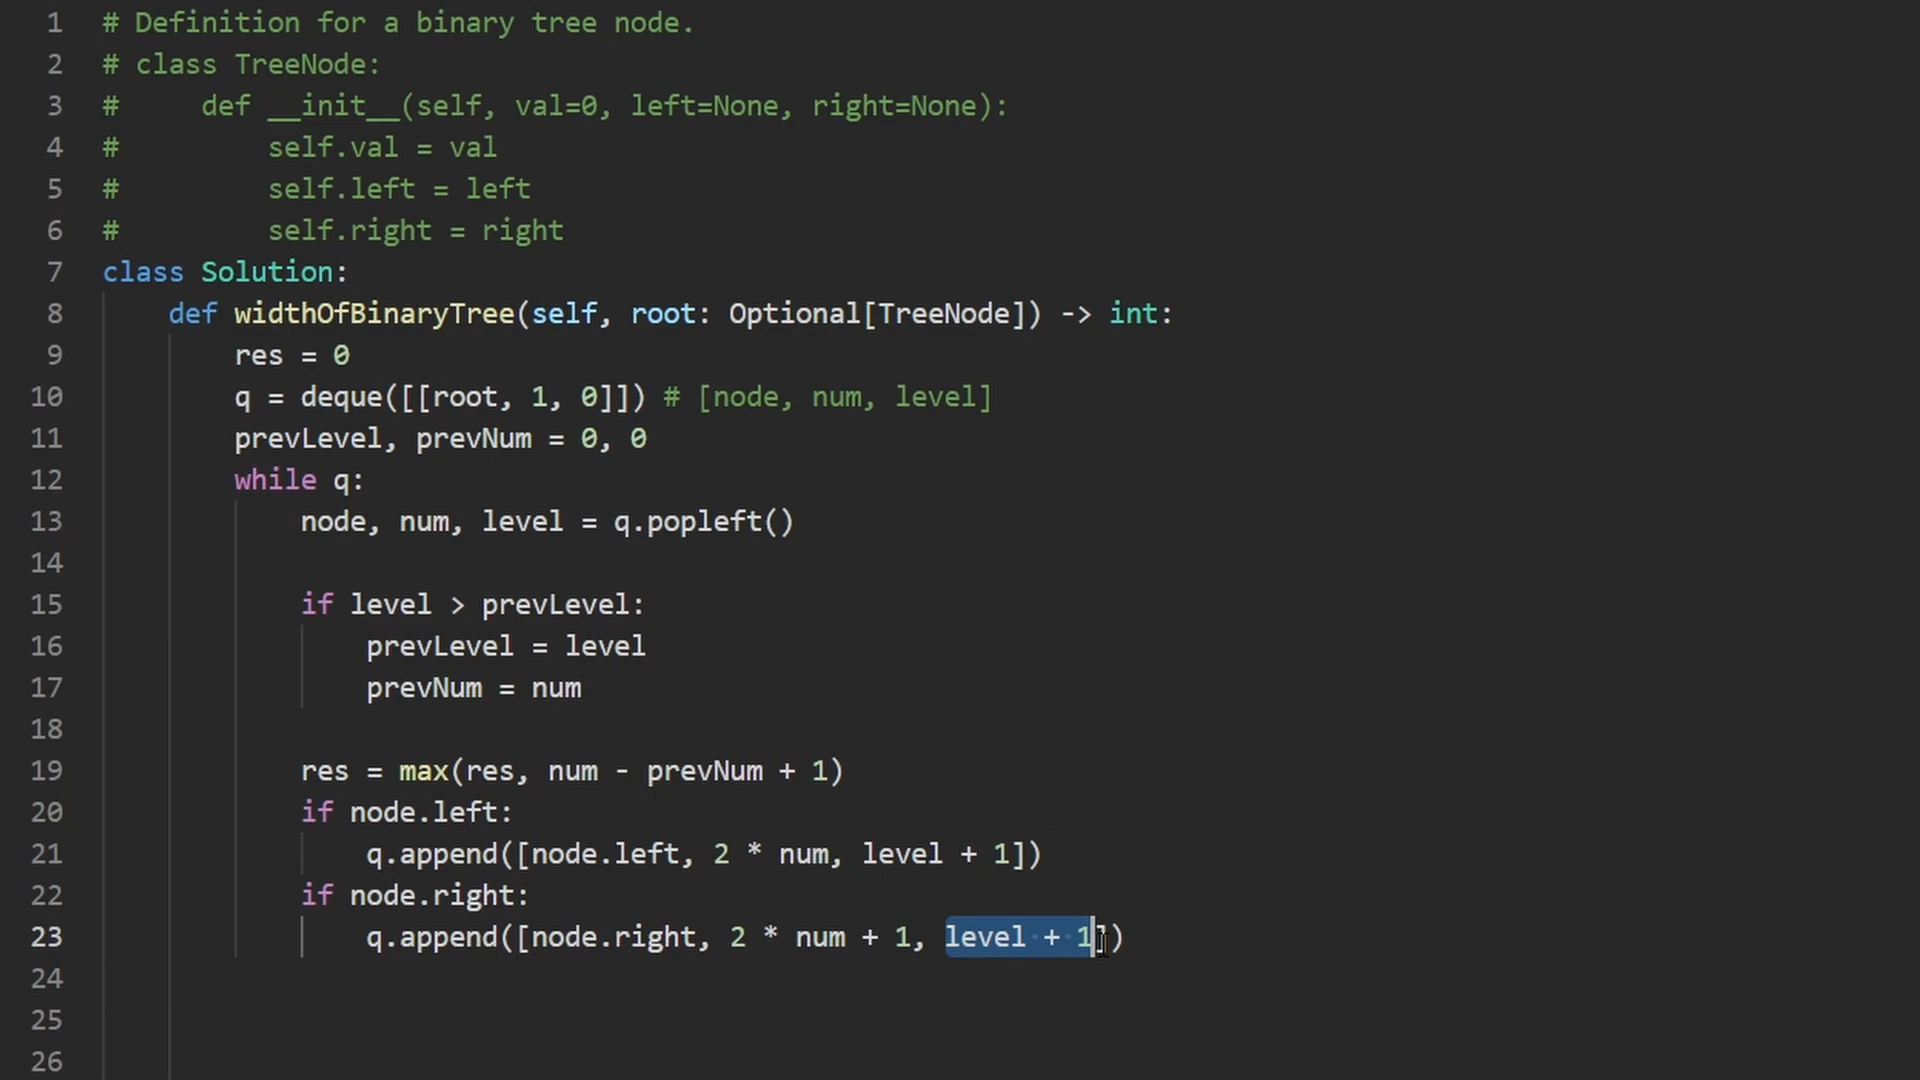 1 # Definition for a binary tree node.
2 # class TreeNode:
3 #     def __init__(self, val=0, left=None, right=None):
4 #         self.val = val
5 #         self.left = left
6 #         self.right = right
7 class Solution:
8     def widthOfBinaryTree(self, root: Optional[TreeNode]) -> int:
9         res = 0
10         q = deque([[root, 1, 0]]) # [node, num, level]
11         prevLevel, prevNum = 0, 0
12         while q:
13             node, num, level = q.popleft()
14
15             if level > prevLevel:
16                 prevLevel = level
17                 prevNum = num
18
19             res = max(res, num - prevNum + 1)
20             if node.left:
21                 q.append([node.left, 2 * num, level + 1])
22             if node.right:
23                 q.append([node.right, 2 * num + 1, level + 1])
24
25
26